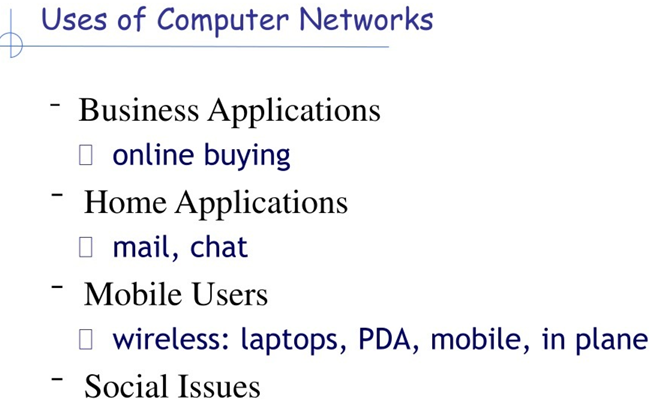 Uses of Computer Networks
- Business Applications
online buying
- Home Applications
mail, chat
- Mobile Users
wireless: laptops, PDA, mobile, in plane
- Social Issues